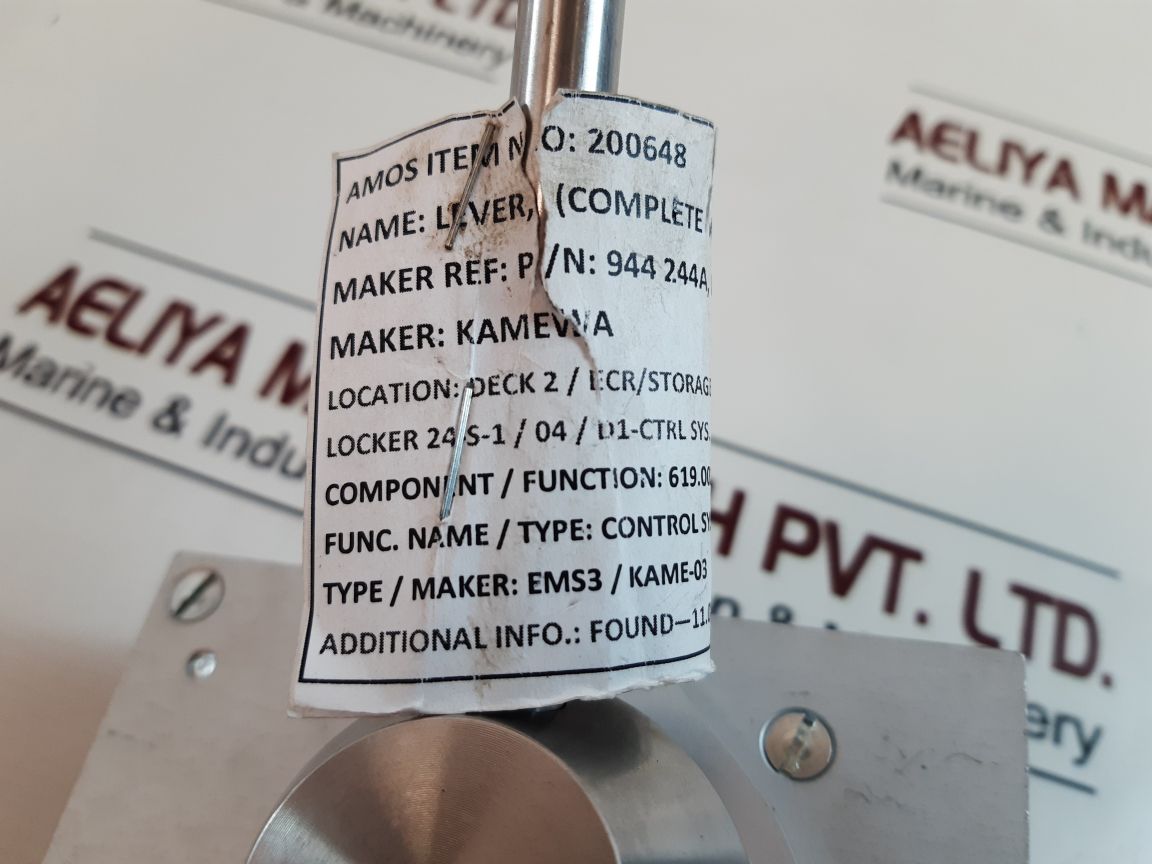 LTD
Machinery
AELIYA MA
Marine & Indu
AMOS ITEM NO: 200648
NAME: LEVER, (COMPLETE
MAKER REF: P/N: 944 244A,
MAKER: KAMEWA
LOCATION: DECK 2 / ECR/STORAGE
LOCKER 24-S-1 / 04 / D1-CTRL SYS.
COMPONENT / FUNCTION: 619.00
FUNC. NAME / TYPE: CONTROL SY
TYPE / MAKER: EMS3 / KAME-03
ADDITIONAL INFO.: FOUND—11.
AELIYA M
Marine & Indu
H PVT. LTD.
ery